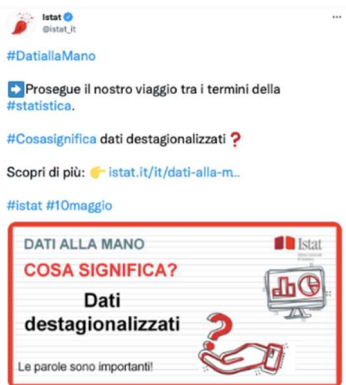 Istat
@istat_it
#DatiallaMano
➡️Prosegue il nostro viaggio tra i termini della
#statistica.
#Cosasignifica dati destagionalizzati❓
Scopri di più: 👉 istat.it/it/dati-alla-m..
#istat #10maggio
DATI ALLA MANO
Istat
COSA SIGNIFICA?
Dati
destagionalizzati
Le parole sono importanti!